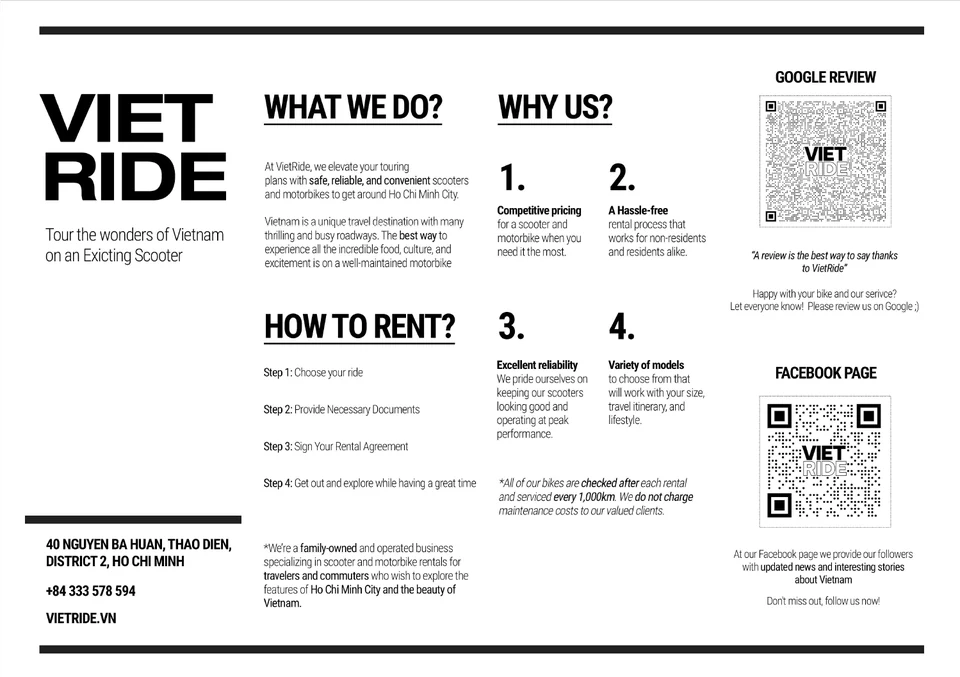 VIET
RIDE
Tour the wonders of Vietnam
on an Exicting Scooter
40 NGUYEN BA HUAN, THAO DIEN,
DISTRICT 2, HO CHI MINH
+84 333 578 594
VIETRIDE.VN
WHAT WE DO?
At VietRide, we elevate your touring
plans with safe, reliable, and convenient scooters
and motorbikes to get around Ho Chi Minh City.
Vietnam is a unique travel destination with many
thrilling and busy roadways. The best way to
experience all the incredible food, culture, and
excitement is on a well-maintained motorbike
HOW TO RENT?
Step 1: Choose your ride
Step 2: Provide Necessary Documents
Step 3: Sign Your Rental Agreement
Step 4: Get out and explore while having a great time
*We're a family-owned and operated business
specializing in scooter and motorbike rentals for
travelers and commuters who wish to explore the
features of Ho Chi Minh City and the beauty of
Vietnam.
WHY US?
1.
Competitive pricing
for a scooter and
motorbike when you
need it the most.
2.
A Hassle-free
rental process that
works for non-residents
and residents alike.
3.
Excellent reliability
We pride ourselves on
keeping our scooters
looking good and
operating at peak
performance.
4.
Variety of models
to choose from that
will work with your size,
travel itinerary, and
lifestyle.
*All of our bikes are checked after each rental
and serviced every 1,000km. We do not charge
maintenance costs to our valued clients.
GOOGLE REVIEW
VIET
RIDE
"A review is the best way to say thanks
to VietRide"
Happy with your bike and our serivce?
Let everyone know! Please review us on Google ;)
FACEBOOK PAGE
VIET
RIDE
At our Facebook page we provide our followers
with updated news and interesting stories
about Vietnam
Don't miss out, follow us now!